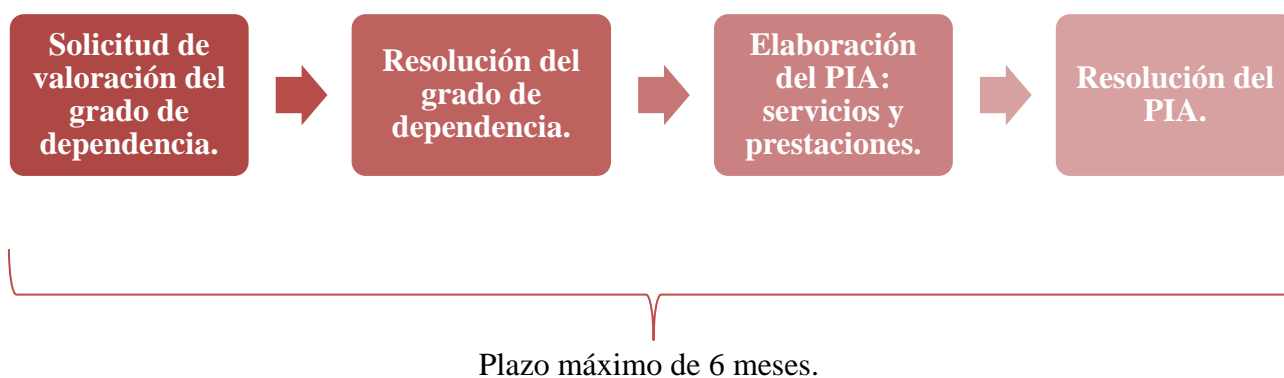 Solicitud de
valoración del
grado de
dependencia.
Resolución del
grado de
dependencia.
Elaboración
del PIA:
servicios y
prestaciones.
Resolución del
PIA.
Plazo máximo de 6 meses.